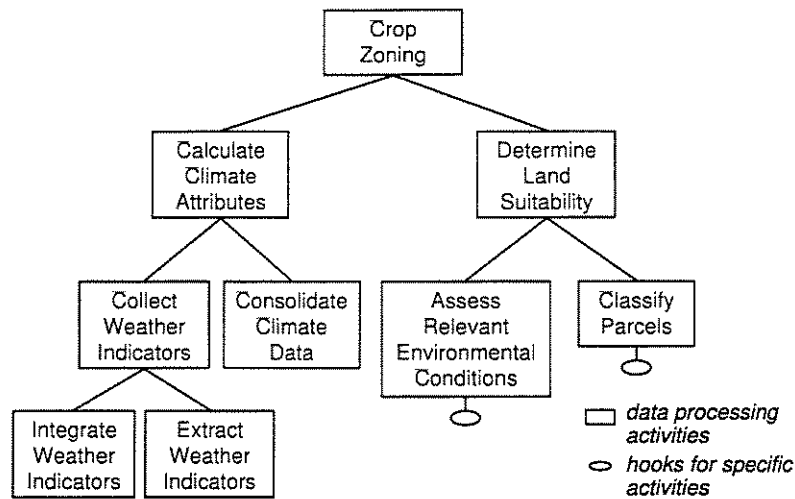 Crop
Zoning
Calculate
Climate
Attributes
Determine
Land
Suitability
Collect
Weather
Indicators
Consolidate
Climate
Data
Assess
Relevant
Environmental
Conditions
Classify
Parcels
Integrate
Weather
Indicators
Extract
Weather
Indicators
data processing
activities
hooks for specific
activities